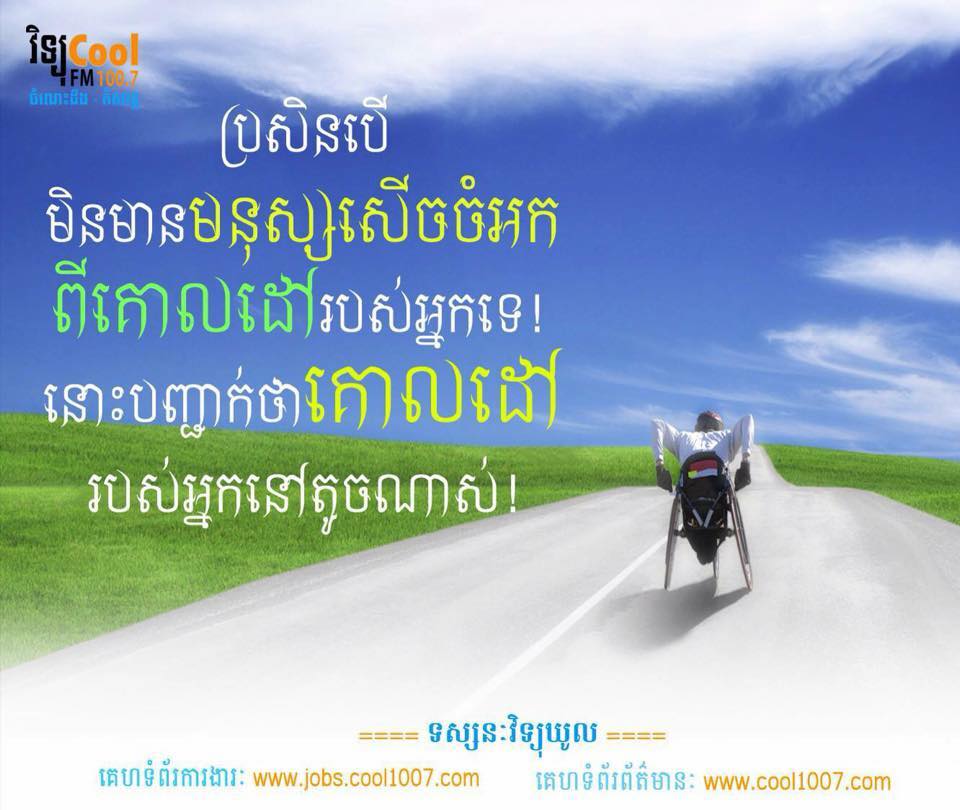 វិទ្យុCool
FM 100.7
ប្រសិនបើ
មិនមានមនុស្សសើចចំអក
ពីគោលដៅរបស់អ្នកទេ!
នោះបញ្ជាក់ថាគោលដៅ
របស់អ្នកនៅតូចណាស់!
==== ទស្សនៈវិទ្យុឃូល ====
គេហទំព័រការងារ: www.jobs.cool1007.com
គេហទំព័រព័ត៌មាន: www.cool1007.com